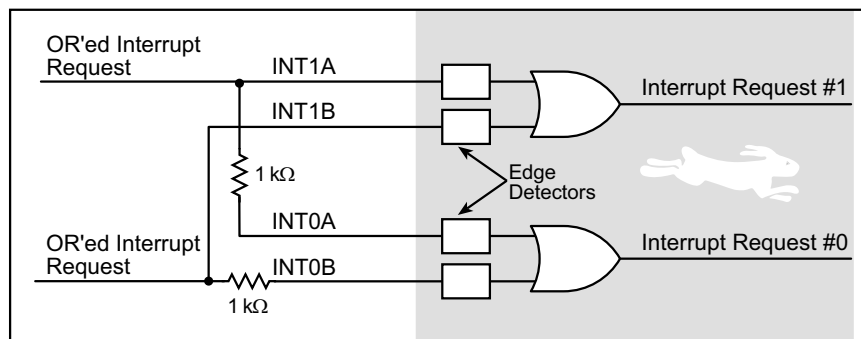 OR'ed Interrupt
Request
INT1A
Interrupt Request #1
INT1B
1 kΩ
Edge
Detectors
INT0A
OR'ed Interrupt
Request
Interrupt Request #0
INT0B
1 kΩ